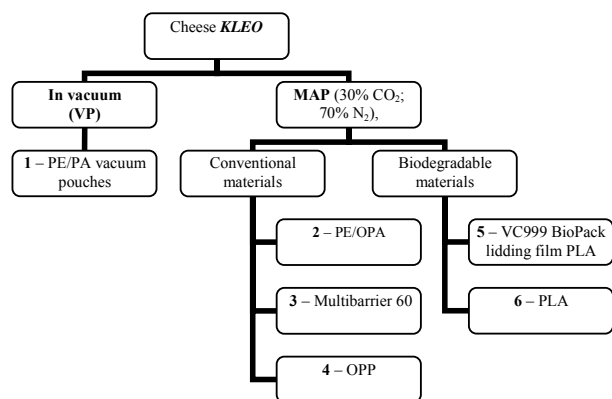 Cheese KLEO
In vacuum
(VP)
MAP (30% CO₂;
70% N₂),
1 – PE/PA vacuum
pouches
Conventional
materials
Biodegradable
materials
2 – PE/OPA
5 – VC999 BioPack
lidding film PLA
3 – Multibarrier 60
6 – PLA
4 – OPP